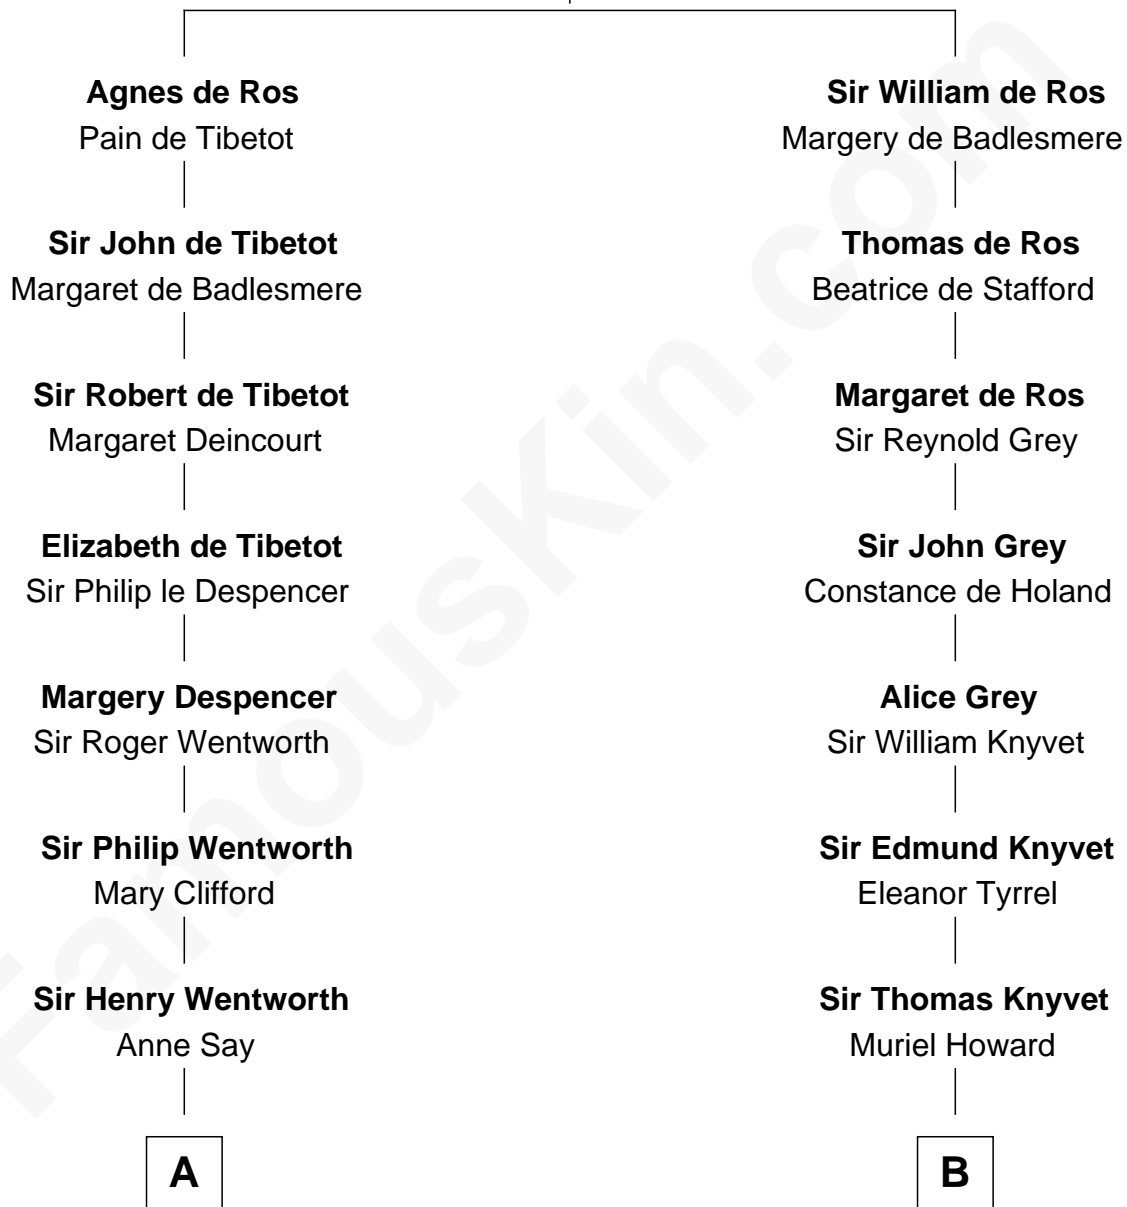 Agnes de Ros
Pain de Tibetot
Sir John de Tibetot
Margaret de Badlesmere
Sir Robert de Tibetot
Margaret Deincourt
Elizabeth de Tibetot
Sir Philip le Despencer
Margery Despencer
Sir Roger Wentworth
Sir Philip Wentworth
Mary Clifford
Sir Henry Wentworth
Anne Say
A
Sir William de Ros
Margery de Badlesmere
Thomas de Ros
Beatrice de Stafford
Margaret de Ros
Sir Reynold Grey
Sir John Grey
Constance de Holand
Alice Grey
Sir William Knyvet
Sir Edmund Knyvet
Eleanor Tyrrel
Sir Thomas Knyvet
Muriel Howard
B
FamousKin.com